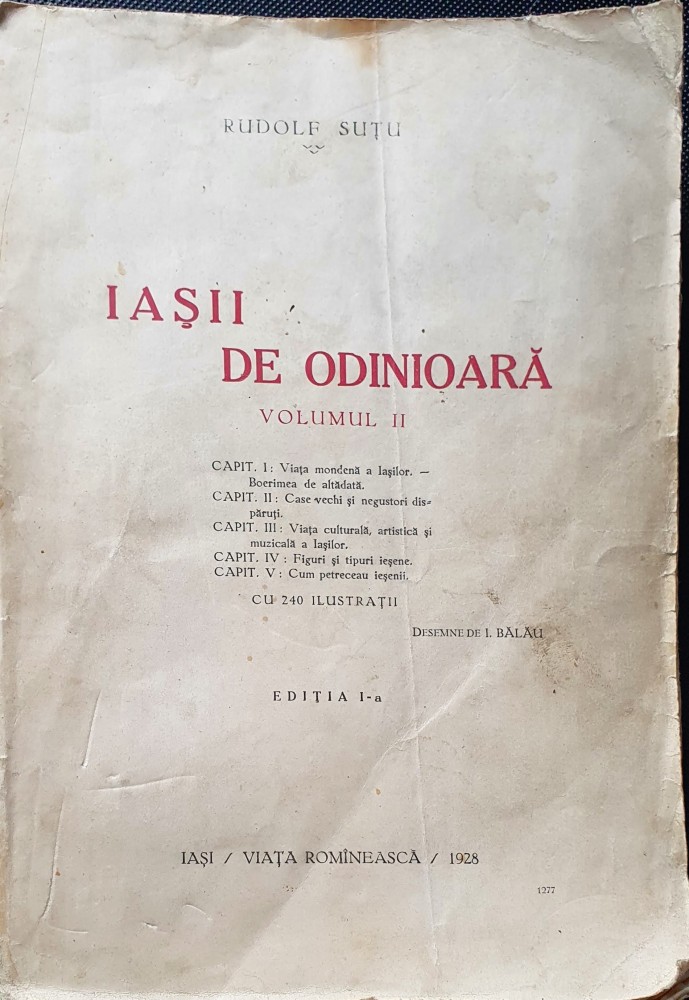 RUDOLF SUȚU
IAȘII
DE ODINIOARĂ
VOLUMUL II
CAPIT. I : Viața mondenă a Iașilor. —
Boerimea de altădată.
CAPIT. II : Case vechi și negustori dis-
păruți.
CAPIT. III : Viața culturală, artistică și
muzicală a Iașilor.
CAPIT. IV : Figuri și tipuri ieșene.
CAPIT. V : Cum petreceau ieșenii.
CU 240 ILUSTRAȚII
DESEMNE DE I. BĂLĂU
EDIȚIA I-a
IAȘI / VIAȚA ROMÎNEASCĂ / 1928
1277